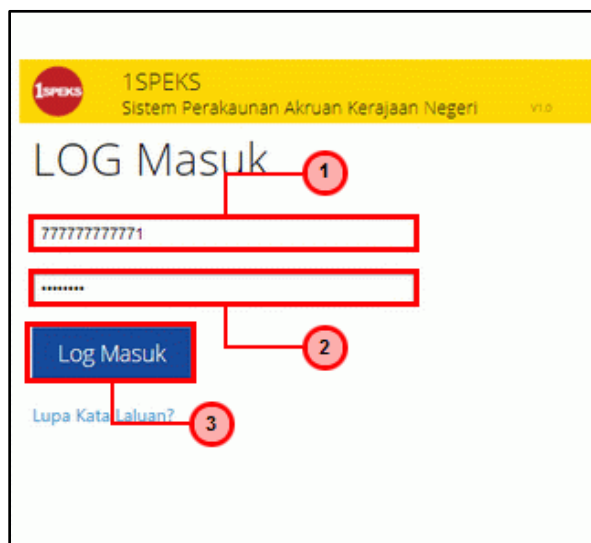 1SPEKS
1SPEKS
Sistem Perakaunan Akruan Kerajaan Negeri V1.0
LOG Masuk
1
777777777771
••••••••
2
Log Masuk
Lupa Kata Laluan?
3